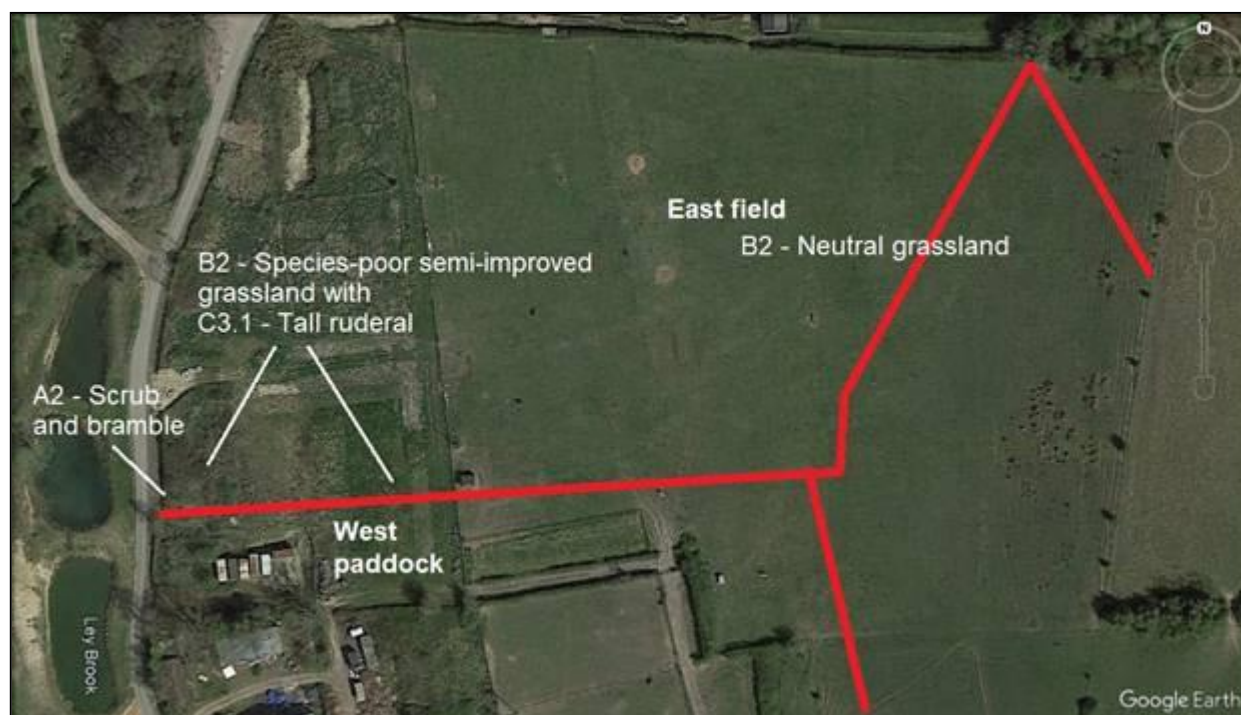 N
East field
B2 - Neutral grassland
B2 - Species-poor semi-improved
grassland with
C3.1 - Tall ruderal
A2 - Scrub
and bramble
West
paddock
Ley Brook
Google Earth